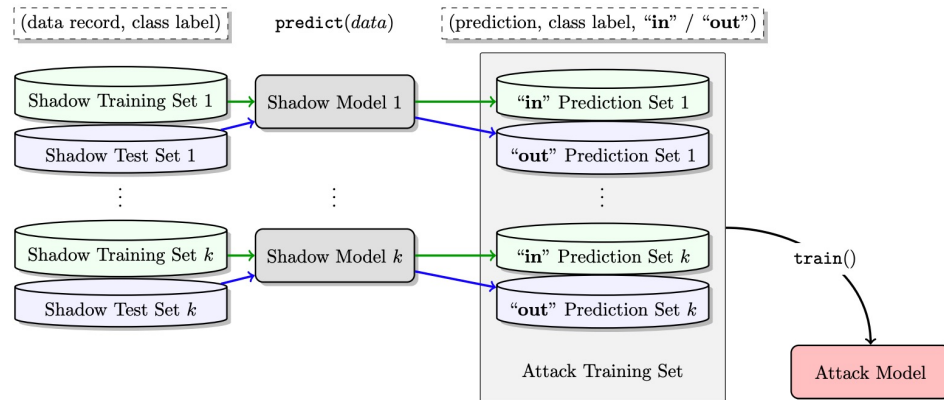 (data record, class label)
predict(data)
(prediction, class label, “in” / “out”)
Shadow Training Set 1
Shadow Model 1
“in” Prediction Set 1
Shadow Test Set 1
“out” Prediction Set 1
⋮ ⋮ ⋮
Shadow Training Set k
Shadow Model k
“in” Prediction Set k
Shadow Test Set k
“out” Prediction Set k
train()
Attack Training Set
Attack Model